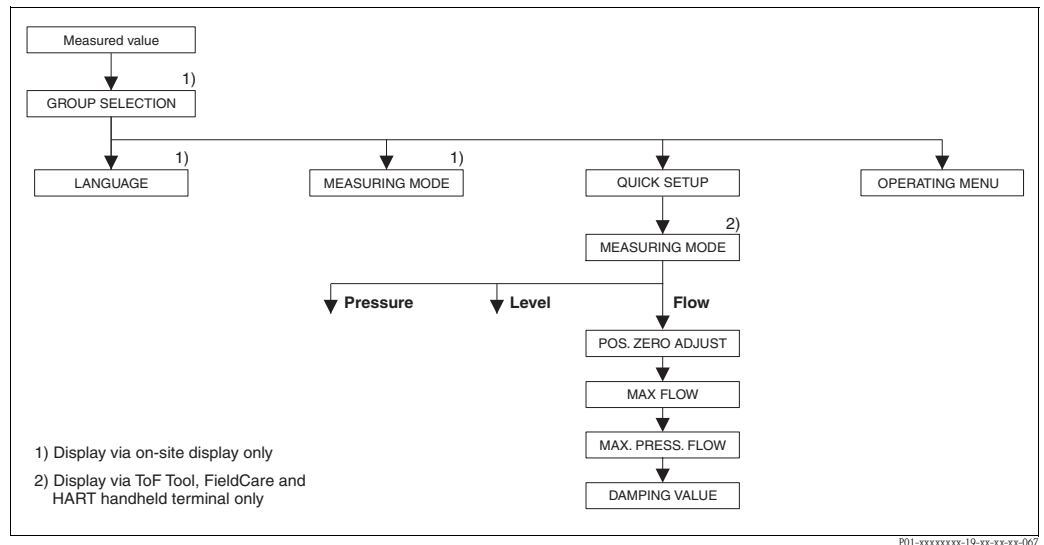 Measured value
1)
GROUP SELECTION
1)
1)
LANGUAGE
MEASURING MODE
QUICK SETUP
OPERATING MENU
2)
MEASURING MODE
Pressure
Level
Flow
POS. ZERO ADJUST
MAX FLOW
MAX. PRESS. FLOW
DAMPING VALUE
1) Display via on-site display only
2) Display via ToF Tool, FieldCare and
HART handheld terminal only
P01-xxxxxxxx-19-xx-xx-xx-067